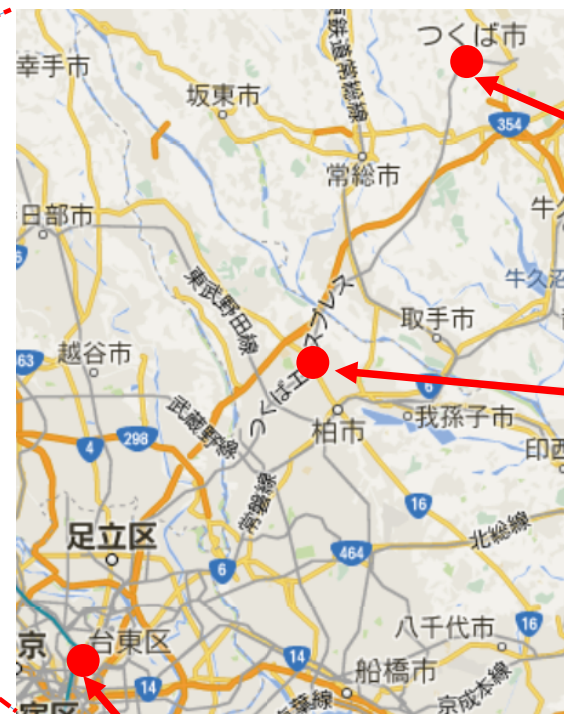 つくば市
幸手市
鉄道常総線
坂東市
354
常総市
日部市
牛久
牛久沼
東武野田線
つくばエクスプレス
取手市
63
越谷市
6
武蔵野線
柏市
我孫子市
印西
298
4
常磐線
16
足立区
464
北総線
6
八千代市
16
台東区
京
14
船橋市
14
京成本線